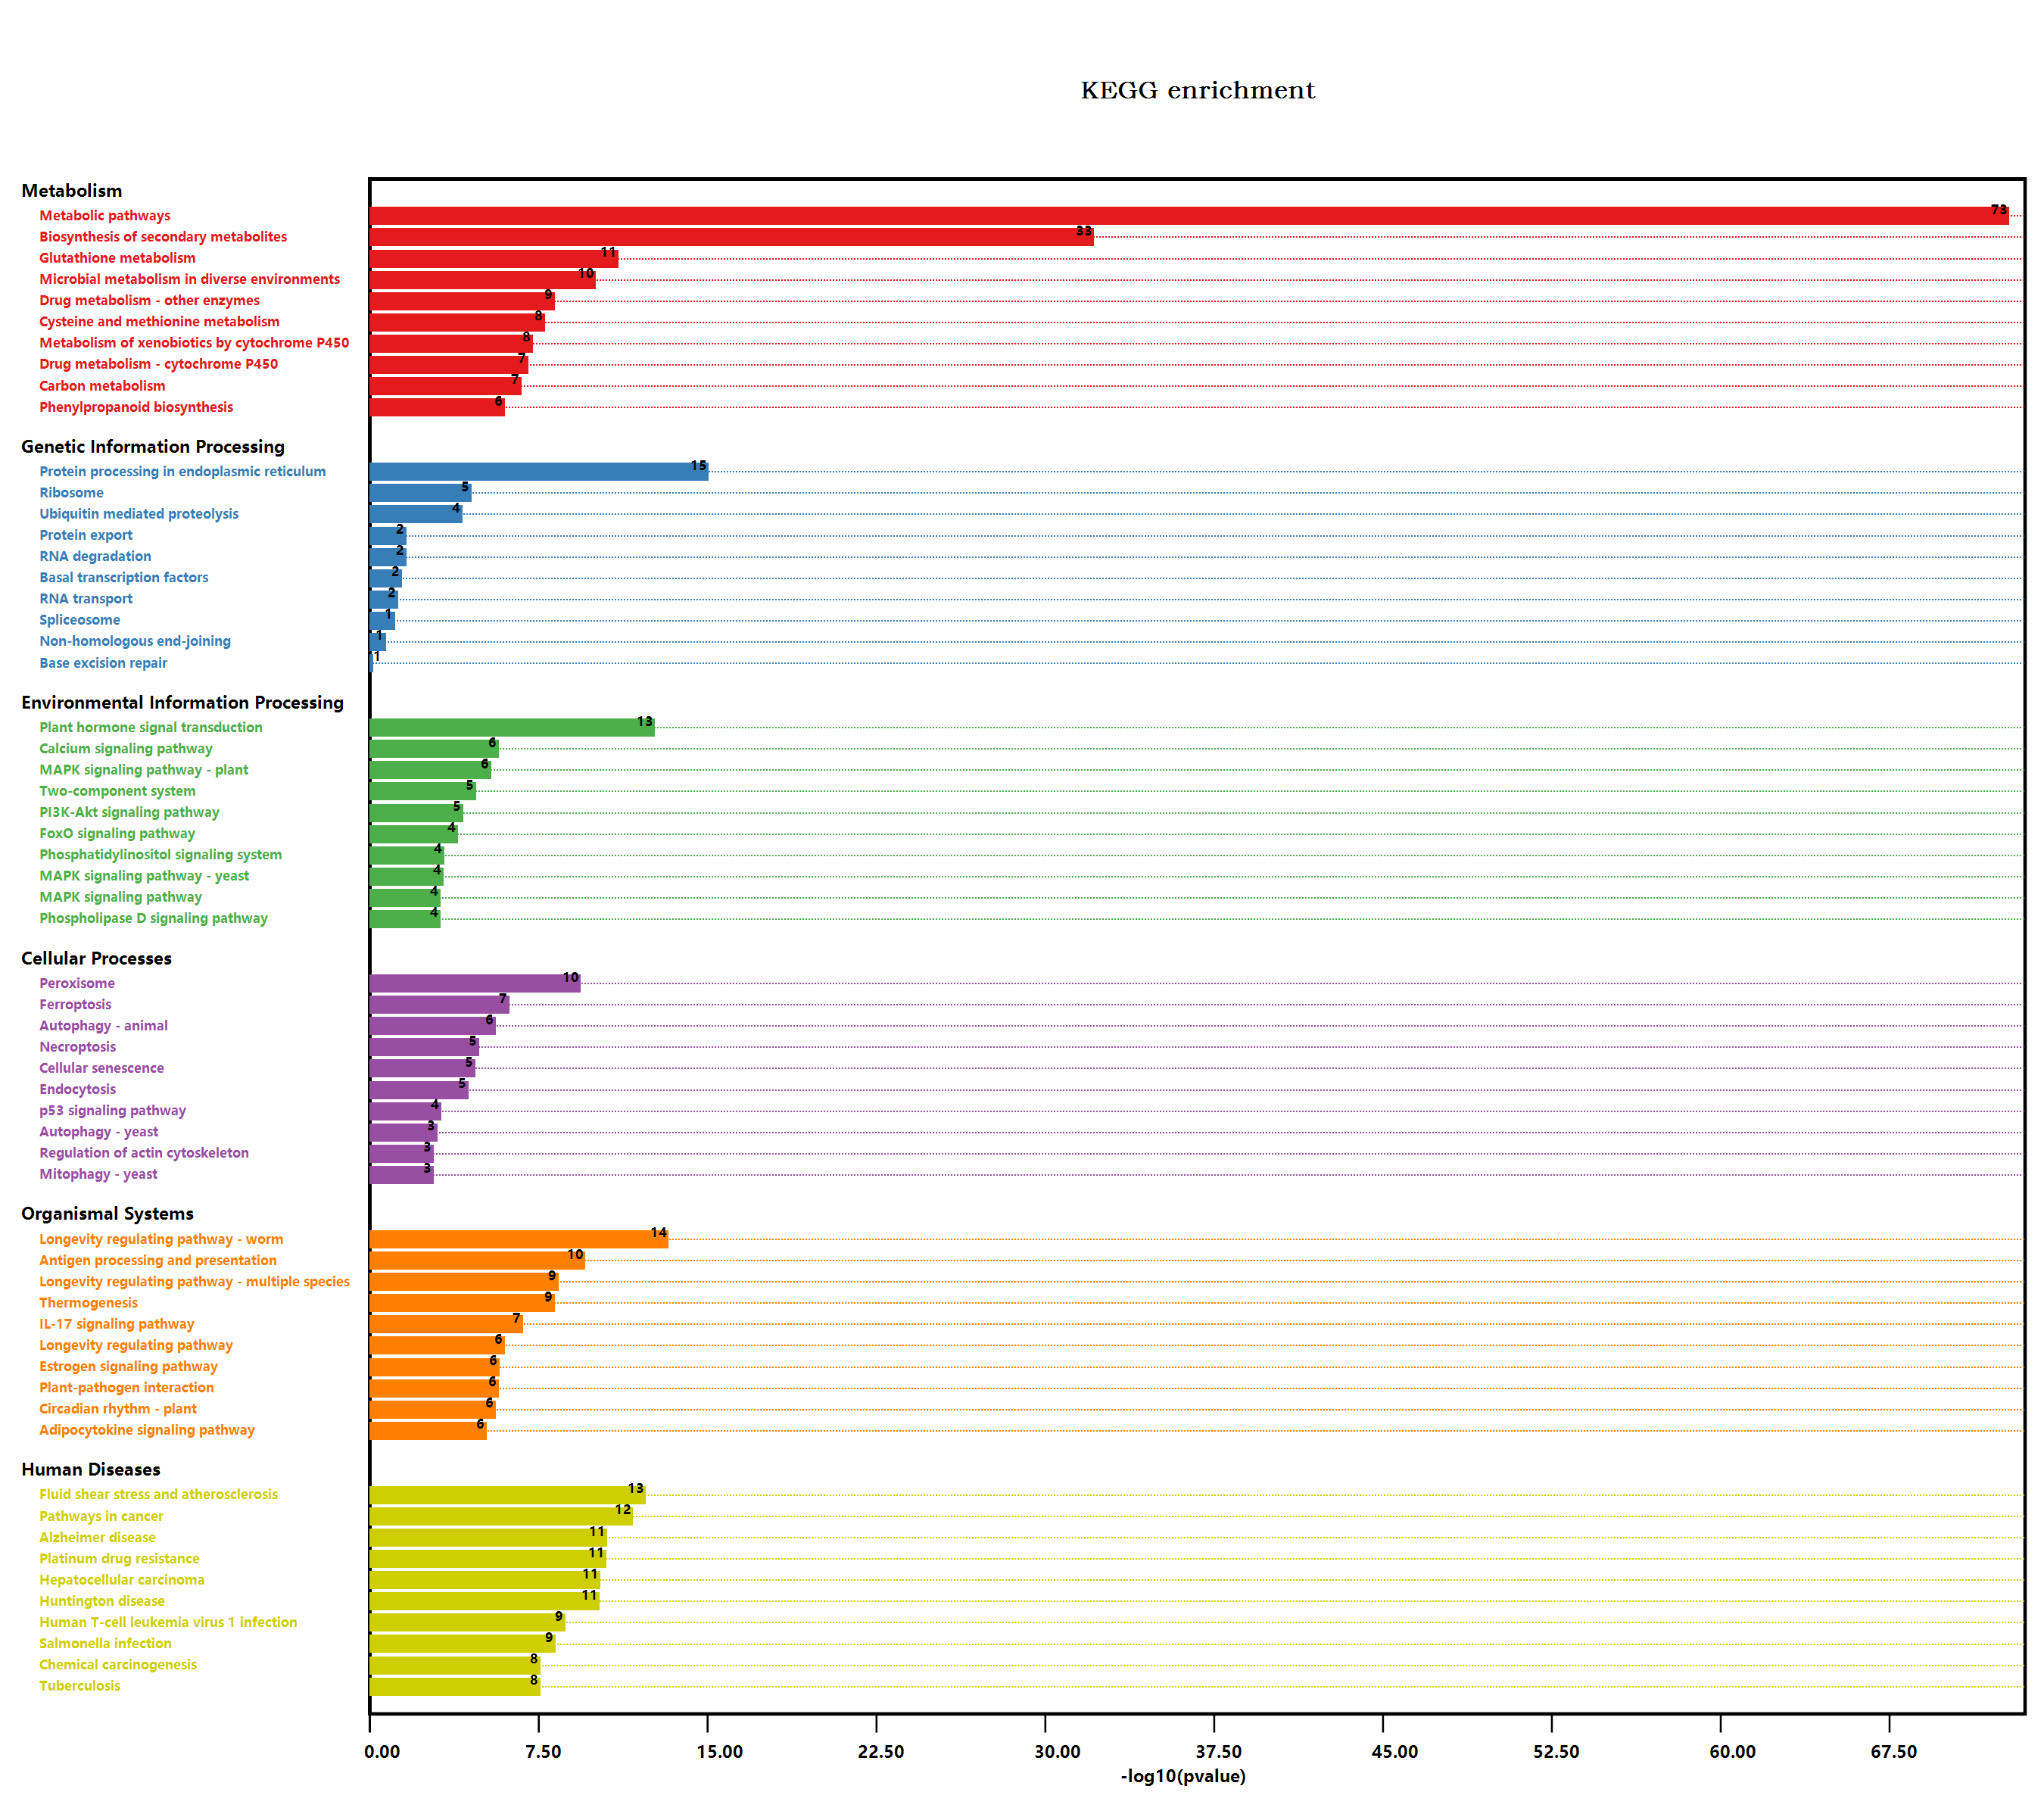 KEGG enrichment
Metabolism
Metabolic pathways 73
Biosynthesis of secondary metabolites 33
Glutathione metabolism 11
Microbial metabolism in diverse environments 10
Drug metabolism - other enzymes 9
Cysteine and methionine metabolism 8
Metabolism of xenobiotics by cytochrome P450 8
Drug metabolism - cytochrome P450 7
Carbon metabolism 7
Phenylpropanoid biosynthesis 6
Genetic Information Processing
Protein processing in endoplasmic reticulum 15
Ribosome 5
Ubiquitin mediated proteolysis 4
Protein export 2
RNA degradation 2
Basal transcription factors 2
RNA transport 2
Spliceosome 1
Non-homologous end-joining 1
Base excision repair 1
Environmental Information Processing
Plant hormone signal transduction 13
Calcium signaling pathway 6
MAPK signaling pathway - plant 6
Two-component system 5
PI3K-Akt signaling pathway 5
FoxO signaling pathway 4
Phosphatidylinositol signaling system 4
MAPK signaling pathway - yeast 4
MAPK signaling pathway 4
Phospholipase D signaling pathway 4
Cellular Processes
Peroxisome 10
Ferroptosis 7
Autophagy - animal 6
Necroptosis 5
Cellular senescence 5
Endocytosis 5
p53 signaling pathway 4
Autophagy - yeast 3
Regulation of actin cytoskeleton 3
Mitophagy - yeast 3
Organismal Systems
Longevity regulating pathway - worm 14
Antigen processing and presentation 10
Longevity regulating pathway - multiple species 9
Thermogenesis 9
IL-17 signaling pathway 7
Longevity regulating pathway 6
Estrogen signaling pathway 6
Plant-pathogen interaction 6
Circadian rhythm - plant 6
Adipocytokine signaling pathway 6
Human Diseases
Fluid shear stress and atherosclerosis 13
Pathways in cancer 12
Alzheimer disease 11
Platinum drug resistance 11
Hepatocellular carcinoma 11
Huntington disease 11
Human T-cell leukemia virus 1 infection 9
Salmonella infection 9
Chemical carcinogenesis 8
Tuberculosis 8
0.00 7.50 15.00 22.50 30.00 37.50 45.00 52.50 60.00 67.50
-log10(pvalue)